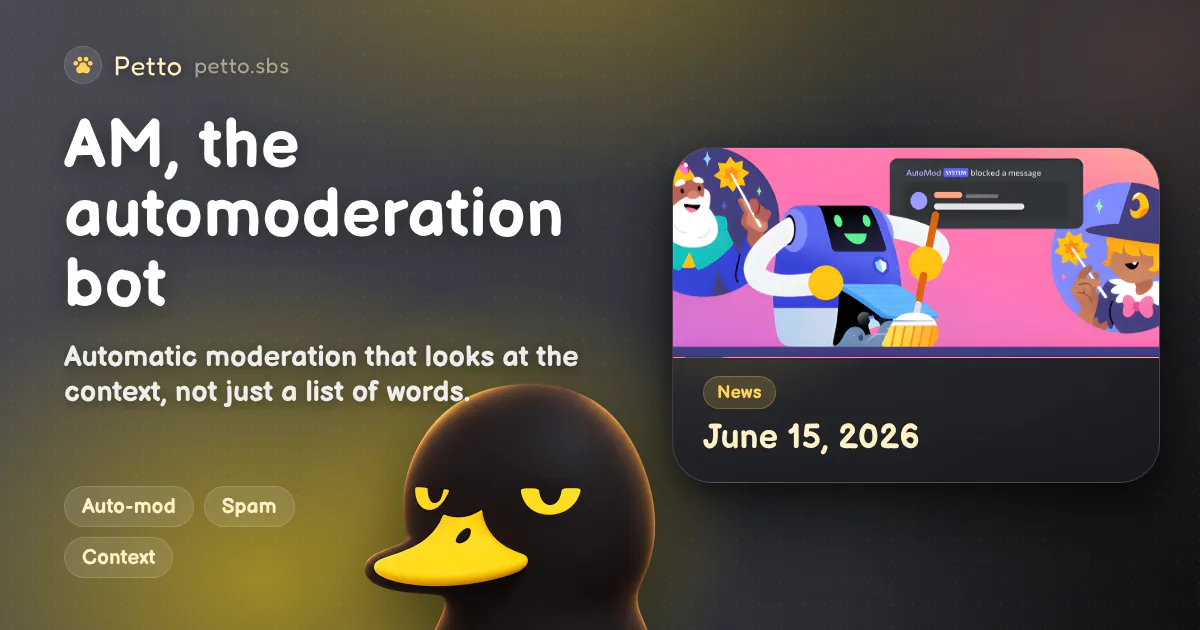 Petto petto.sbs
AM, the
automoderation
bot
Automatic moderation that looks at the
context, not just a list of words.
Auto-mod
Spam
Context
AutoMod SYSTEM blocked a message
News
June 15, 2026